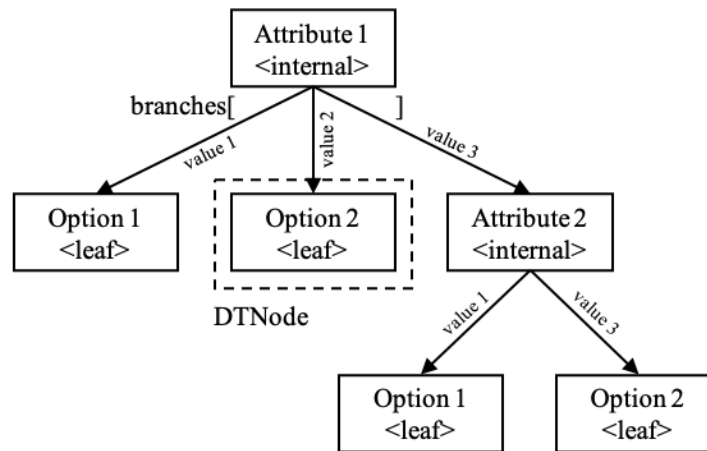 Attribute 1
<internal>
branches[ ]
value 1
value 2
value 3
Option 1
<leaf>
Option 2
<leaf>
Attribute 2
<internal>
DTNode
value 1
value 3
Option 1
<leaf>
Option 2
<leaf>